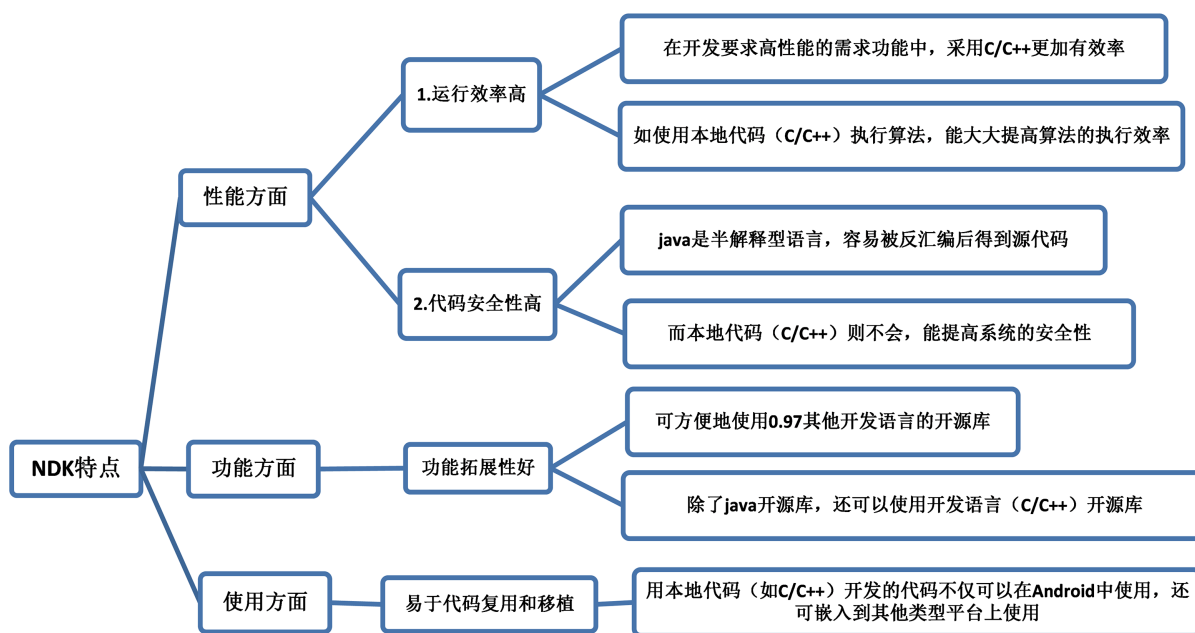 NDK特点
性能方面
1.运行效率高
在开发要求高性能的需求功能中，采用C/C++更加有效率
如使用本地代码（C/C++）执行算法，能大大提高算法的执行效率
2.代码安全性高
java是半解释型语言，容易被反汇编后得到源代码
而本地代码（C/C++）则不会，能提高系统的安全性
功能方面
功能拓展性好
可方便地使用0.97其他开发语言的开源库
除了java开源库，还可以使用开发语言（C/C++）开源库
使用方面
易于代码复用和移植
用本地代码（如C/C++）开发的代码不仅可以在Android中使用，还
可嵌入到其他类型平台上使用